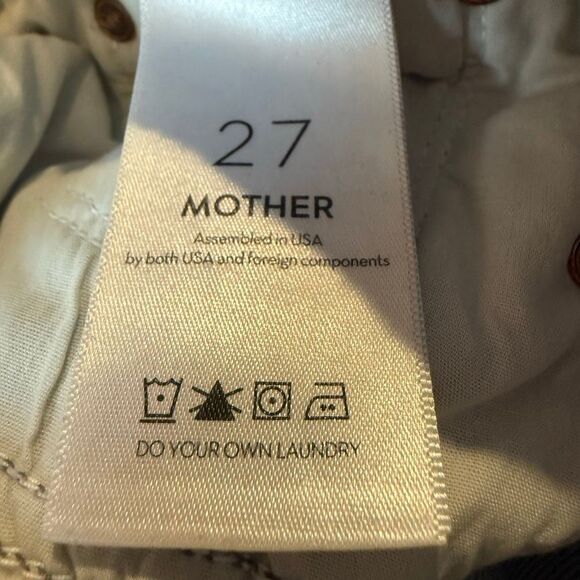 27
MOTHER
Assembled in USA
by both USA and foreign components
DO YOUR OWN LAUNDRY